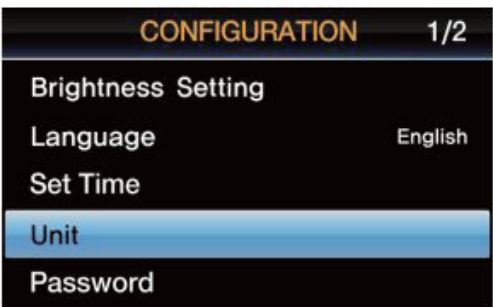 CONFIGURATION 1/2
Brightness Setting
Language English
Set Time
Unit
Password